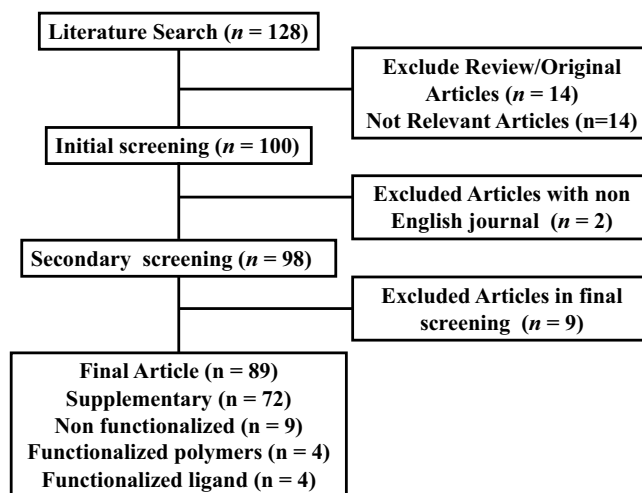 Literature Search (n = 128)
Exclude Review/Original
Articles (n = 14)
Not Relevant Articles (n=14)
Initial screening (n = 100)
Excluded Articles with non
English journal (n = 2)
Secondary screening (n = 98)
Excluded Articles in final
screening (n = 9)
Final Article (n = 89)
Supplementary (n = 72)
Non functionalized (n = 9)
Functionalized polymers (n = 4)
Functionalized ligand (n = 4)